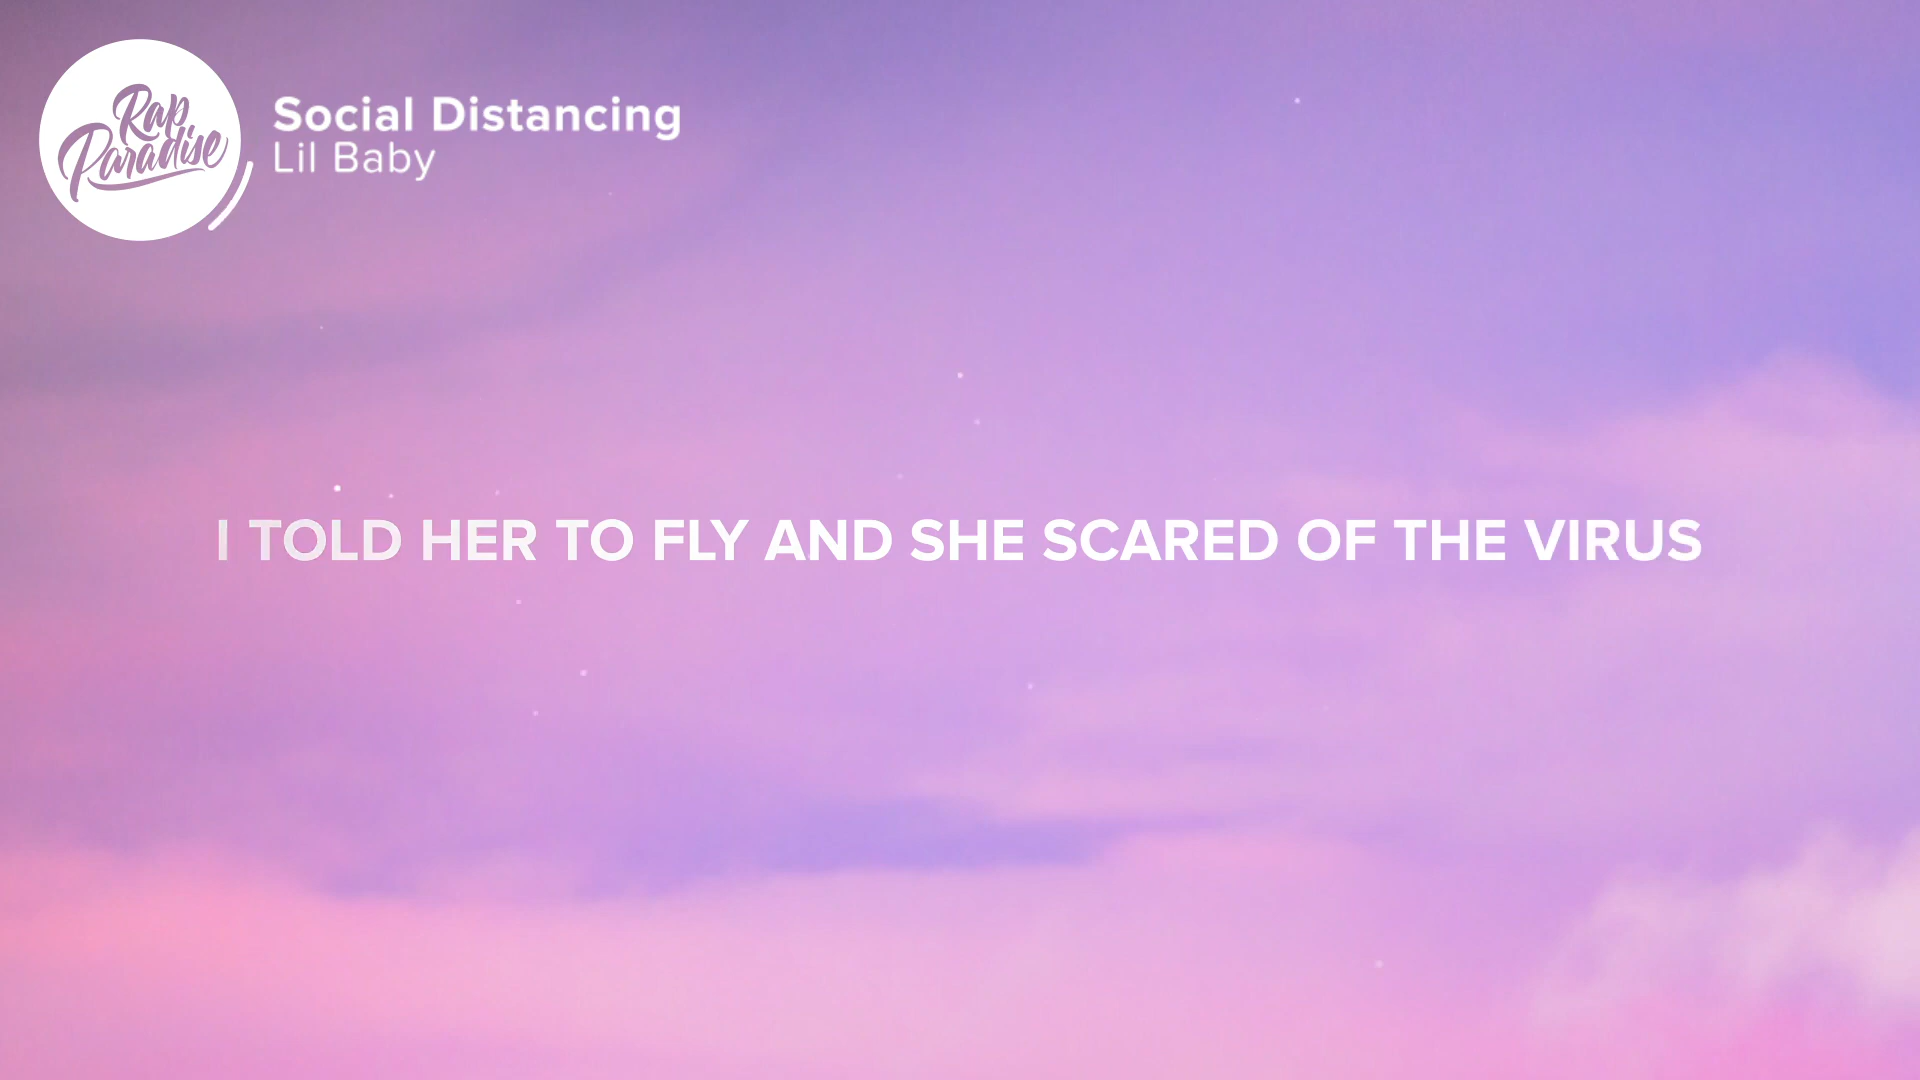 Rap
Paradise
Social Distancing
Lil Baby
I TOLD HER TO FLY AND SHE SCARED OF THE VIRUS